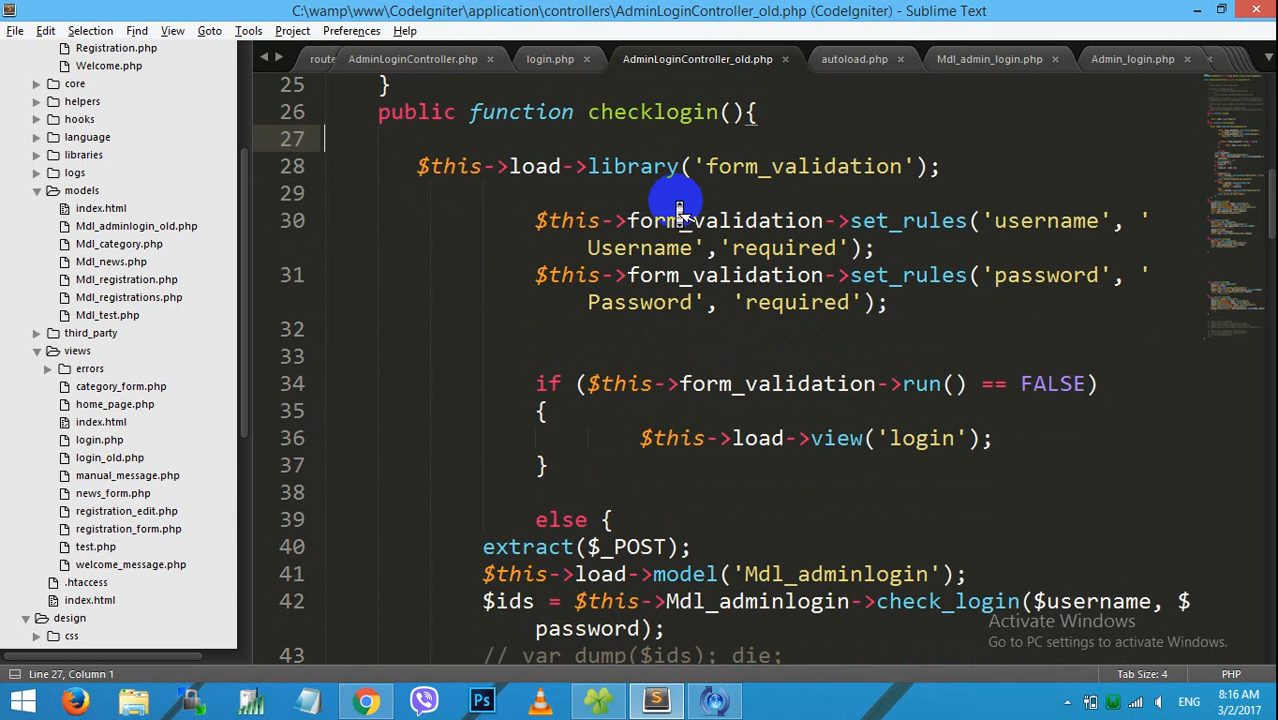 C:\wamp\www\CodeIgniter\application\controllers\AdminLoginController_old.php (CodeIgniter) - Sublime Text
File Edit Selection Find View Goto Tools Project Preferences Help
route AdminLoginController.php login.php AdminLoginController_old.php autoload.php Mdl_admin_login.php Admin_login.php
Registration.php
Welcome.php
core
helpers
hooks
language
libraries
logs
models
index.html
Mdl_adminlogin_old.php
Mdl_category.php
Mdl_news.php
Mdl_registration.php
Mdl_registrations.php
Mdl_test.php
third_party
views
errors
category_form.php
home_page.php
index.html
login.php
login_old.php
manual_message.php
news_form.php
registration_edit.php
registration_form.php
test.php
welcome_message.php
.htaccess
index.html
design
css
25 }
26 public function checklogin(){
27
28 $this->load->library('form_validation');
29
30 $this->form_validation->set_rules('username', '
Username','required');
31 $this->form_validation->set_rules('password', '
Password', 'required');
32
33
34 if ($this->form_validation->run() == FALSE)
35 {
36 $this->load->view('login');
37 }
38
39 else {
40 extract($_POST);
41 $this->load->model('Mdl_adminlogin');
42 $ids = $this->Mdl_adminlogin->check_login($username, $
password);
43 // var_dump($ids); die;
Activate Windows
Go to PC settings to activate Windows.
Line 27, Column 1 Tab Size: 4 PHP
ENG 8:16 AM
3/2/2017